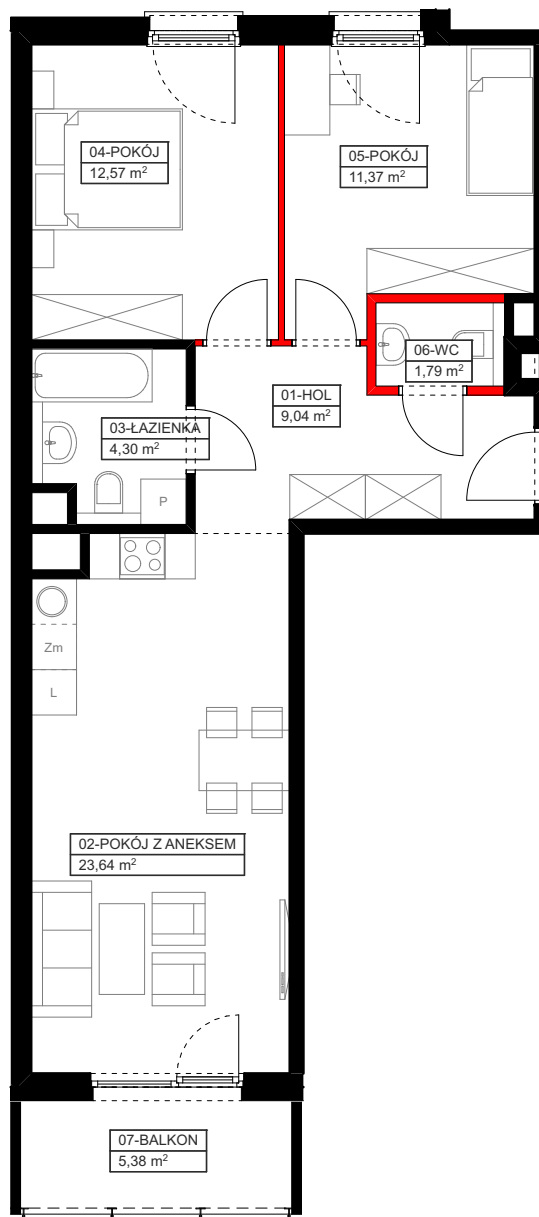 04-POKÓJ
12,57 m²
05-POKÓJ
11,37 m²
06-WC
1,79 m²
01-HOL
9,04 m²
03-ŁAZIENKA
4,30 m²
P
Zm
L
02-POKÓJ Z ANEKSEM
23,64 m²
07-BALKON
5,38 m²